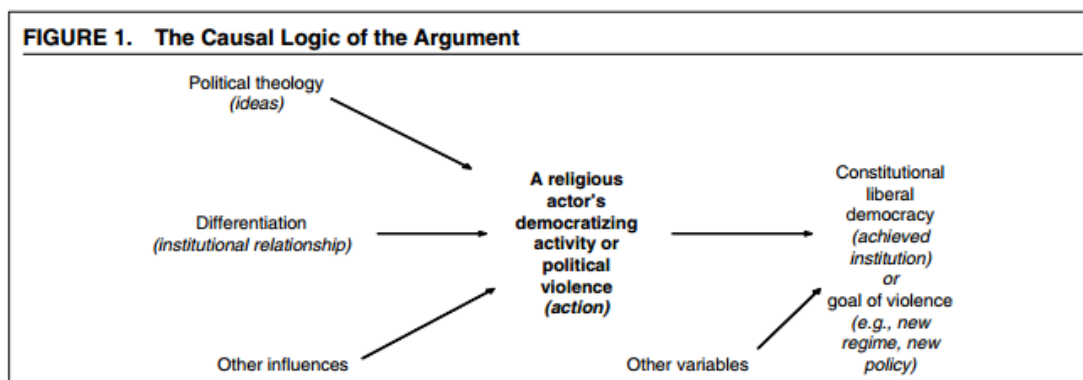 FIGURE 1. The Causal Logic of the Argument
Political theology
(ideas)
Differentiation
(institutional relationship)
Other influences
A religious
actor's
democratizing
activity or
political
violence
(action)
Other variables
Constitutional
liberal
democracy
(achieved
institution)
or
goal of violence
(e.g., new
regime, new
policy)